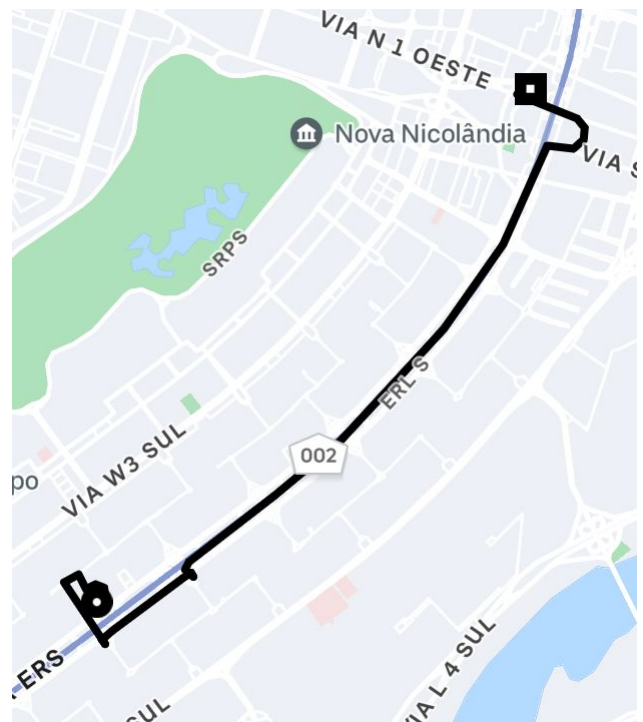 VIA N 1 OESTE
Nova Nicolândia
VIA S
SRPS
ERL S
002
VIA W3 SUL
po
ERS
VIA L 4 SUL
SUL